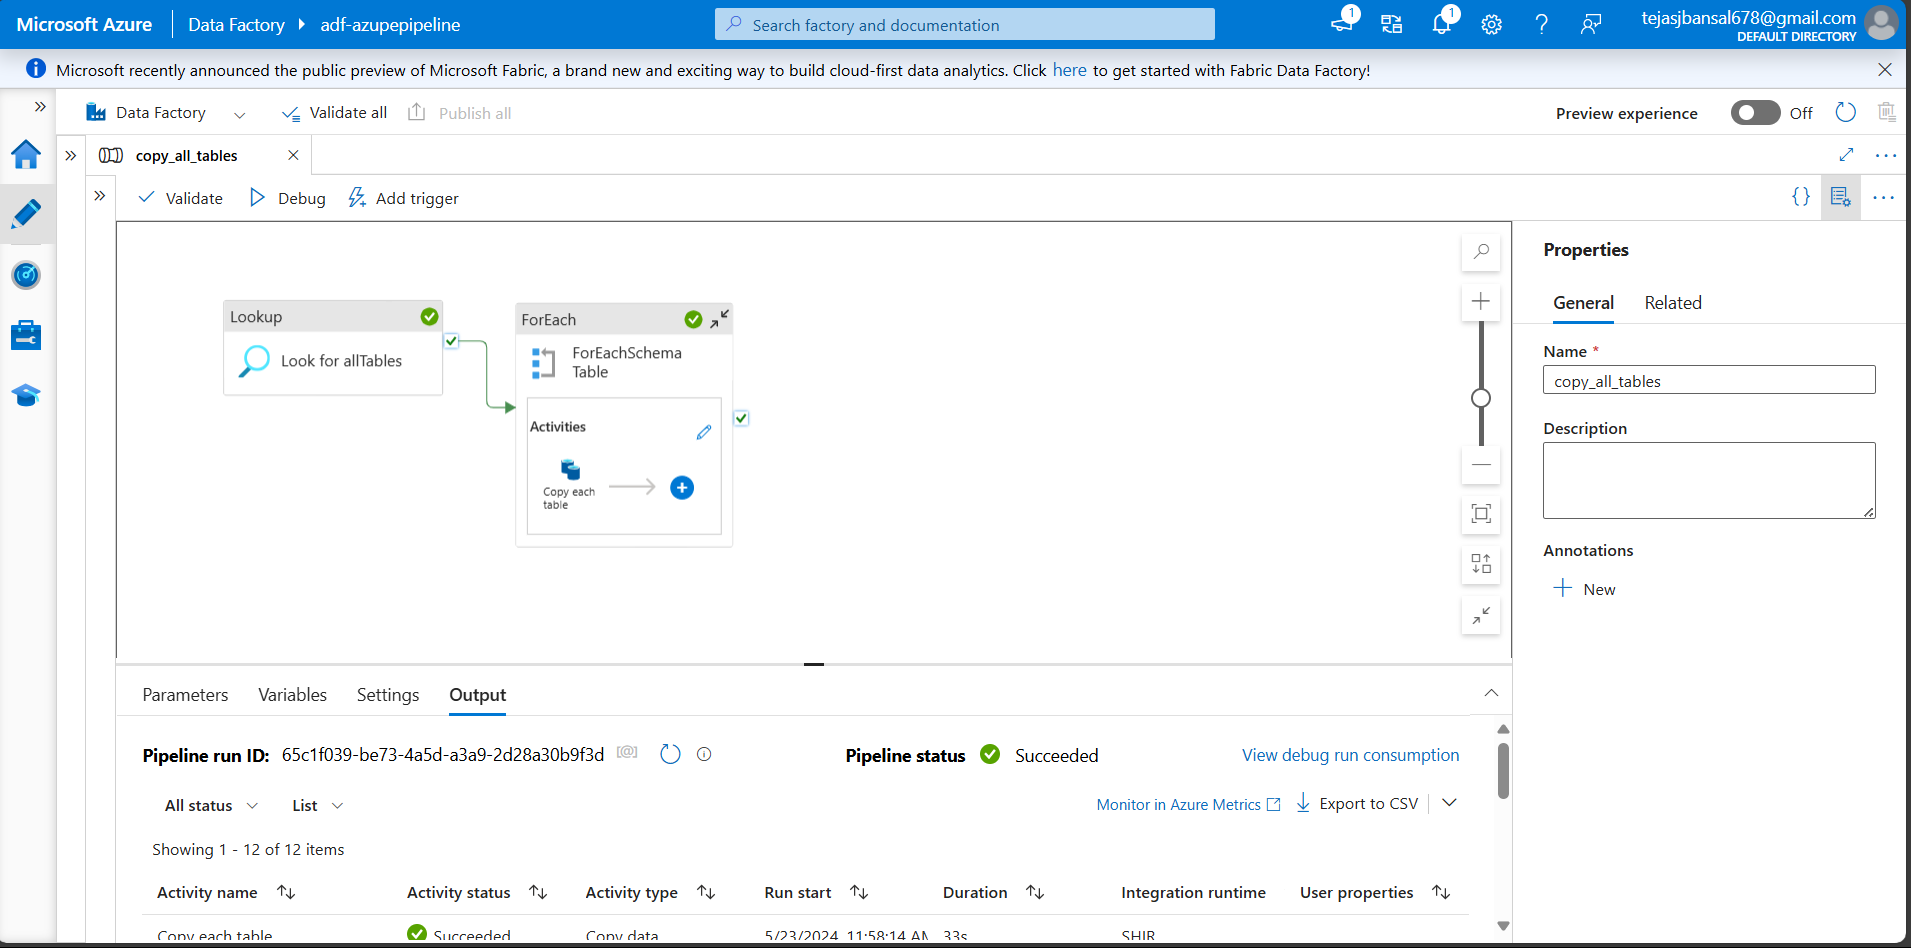 Microsoft Azure
Data Factory
adf-azupepipeline
Search factory and documentation
1
1
tejasjbansal678@gmail.com
DEFAULT DIRECTORY
Microsoft recently announced the public preview of Microsoft Fabric, a brand new and exciting way to build cloud-first data analytics. Click here to get started with Fabric Data Factory!
Data Factory
Validate all
Publish all
Preview experience
Off
copy_all_tables
Validate
Debug
Add trigger
Lookup
Look for allTables
ForEach
ForEachSchema
Table
Activities
Copy each
table
Properties
General
Related
Name *
copy_all_tables
Description
Annotations
New
Parameters
Variables
Settings
Output
Pipeline run ID: 65c1f039-be73-4a5d-a3a9-2d28a30b9f3d
Pipeline status
Succeeded
View debug run consumption
All status
List
Monitor in Azure Metrics
Export to CSV
Showing 1 - 12 of 12 items
Activity name
Activity status
Activity type
Run start
Duration
Integration runtime
User properties
Copy each table
Succeeded
Copy data
5/23/2024, 11:58:14 AM
33s
SHIR